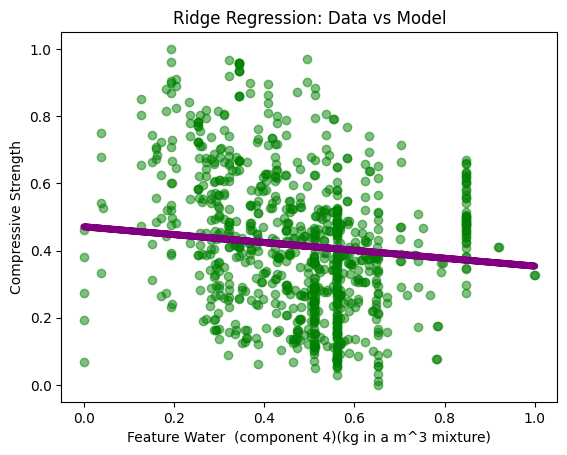 Ridge Regression: Data vs Model
1.0
0.8
0.6
0.4
0.2
0.0
Compressive Strength
0.0 0.2 0.4 0.6 0.8 1.0
Feature Water  (component 4)(kg in a m^3 mixture)